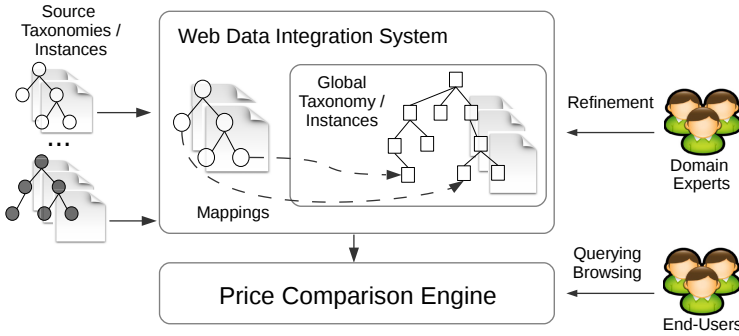 Source
Taxonomies /
Instances
...
Web Data Integration System
Global
Taxonomy /
Instances
Mappings
Refinement
Domain
Experts
Price Comparison Engine
Querying
Browsing
End-Users